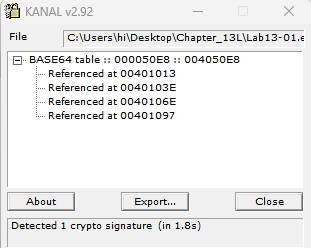 KANAL v2.92
File C:\Users\hi\Desktop\Chapter_13L\Lab13-01.e
BASE64 table :: 000050E8 :: 004050E8
Referenced at 00401013
Referenced at 0040103E
Referenced at 0040106E
Referenced at 00401097
About Export... Close
Detected 1 crypto signature (in 1.8s)